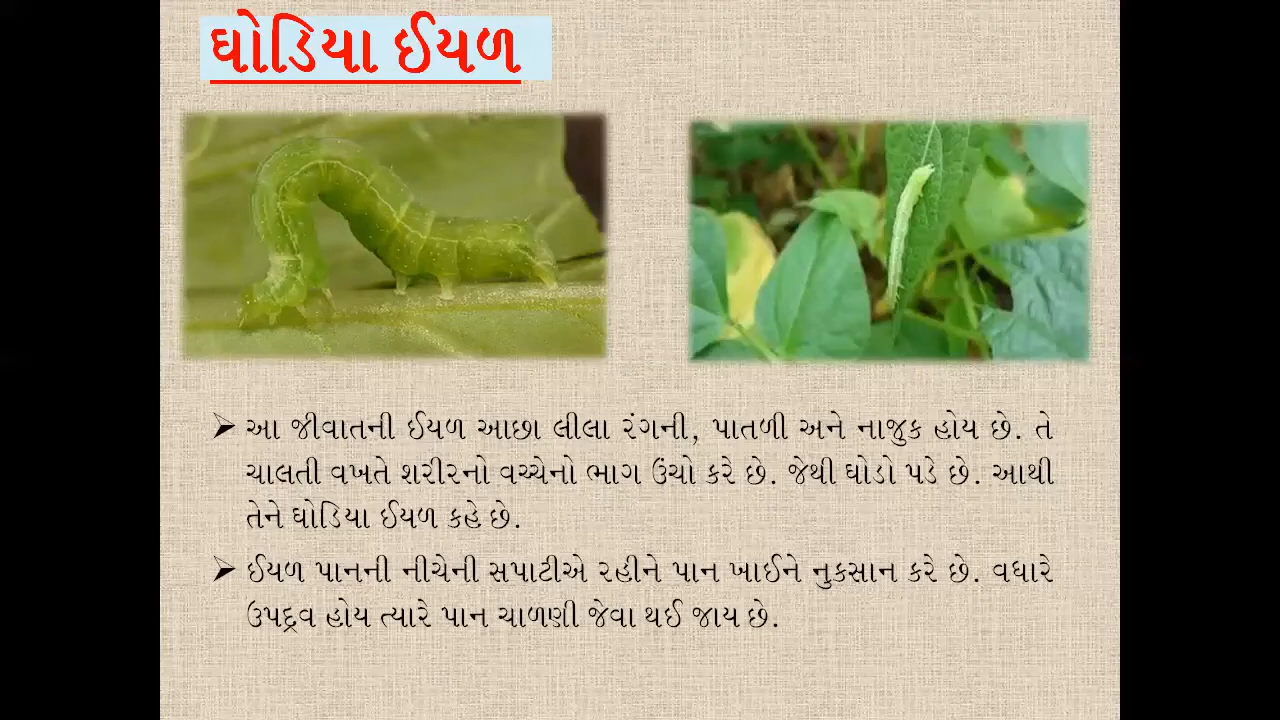 ઘોડિયા ઈયળ
આ જીવાતની ઈયળ આછા લીલા રંગની, પાતળી અને નાજુક હોય છે. તે
ચાલતી વખતે શરીરનો વચ્ચેનો ભાગ ઉંચો કરે છે. જેથી ઘોડો પડે છે. આથી
તેને ઘોડિયા ઈયળ કહે છે.
ઈયળ પાનની નીચેની સપાટીએ રહીને પાન ખાઈને નુકસાન કરે છે. વધારે
ઉપદ્રવ હોય ત્યારે પાન ચાળણી જેવા થઈ જાય છે.